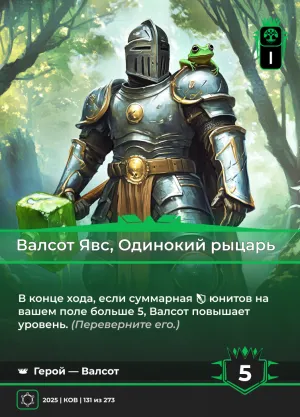 I
Валсот Явс, Одинокий рыцарь
В конце хода, если суммарная юнитов на
вашем поле больше 5, Валсот повышает
уровень. (Переверните его.)
Герой — Валсот
5
2025 | КОВ | 131 из 273